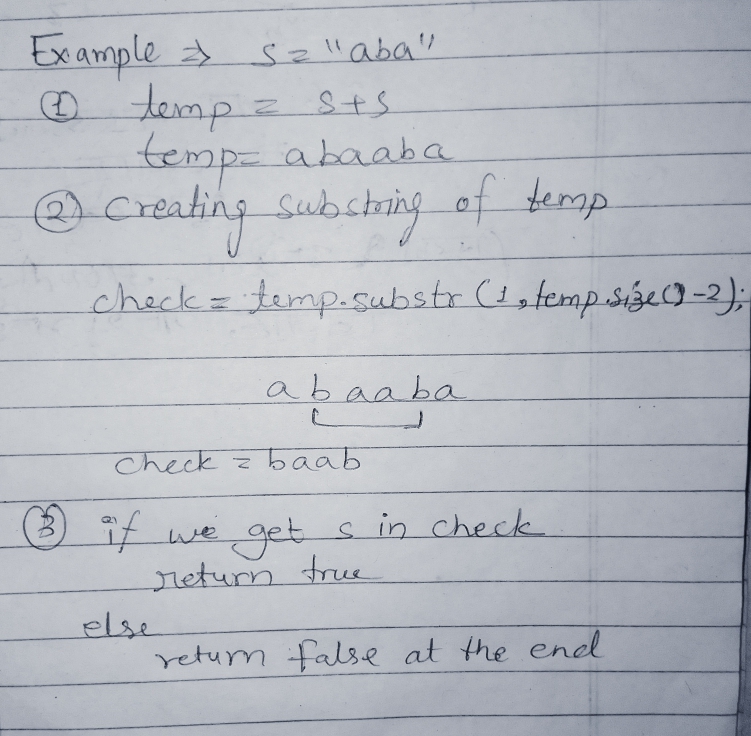 Example ⇒ s = "aba"
① temp = s+s
temp = abaaba
② Creating substring of temp
check = temp.substr (1, temp.size()-2);
abaaba
check = baab
③ if we get s in check
return true
else
return false at the end